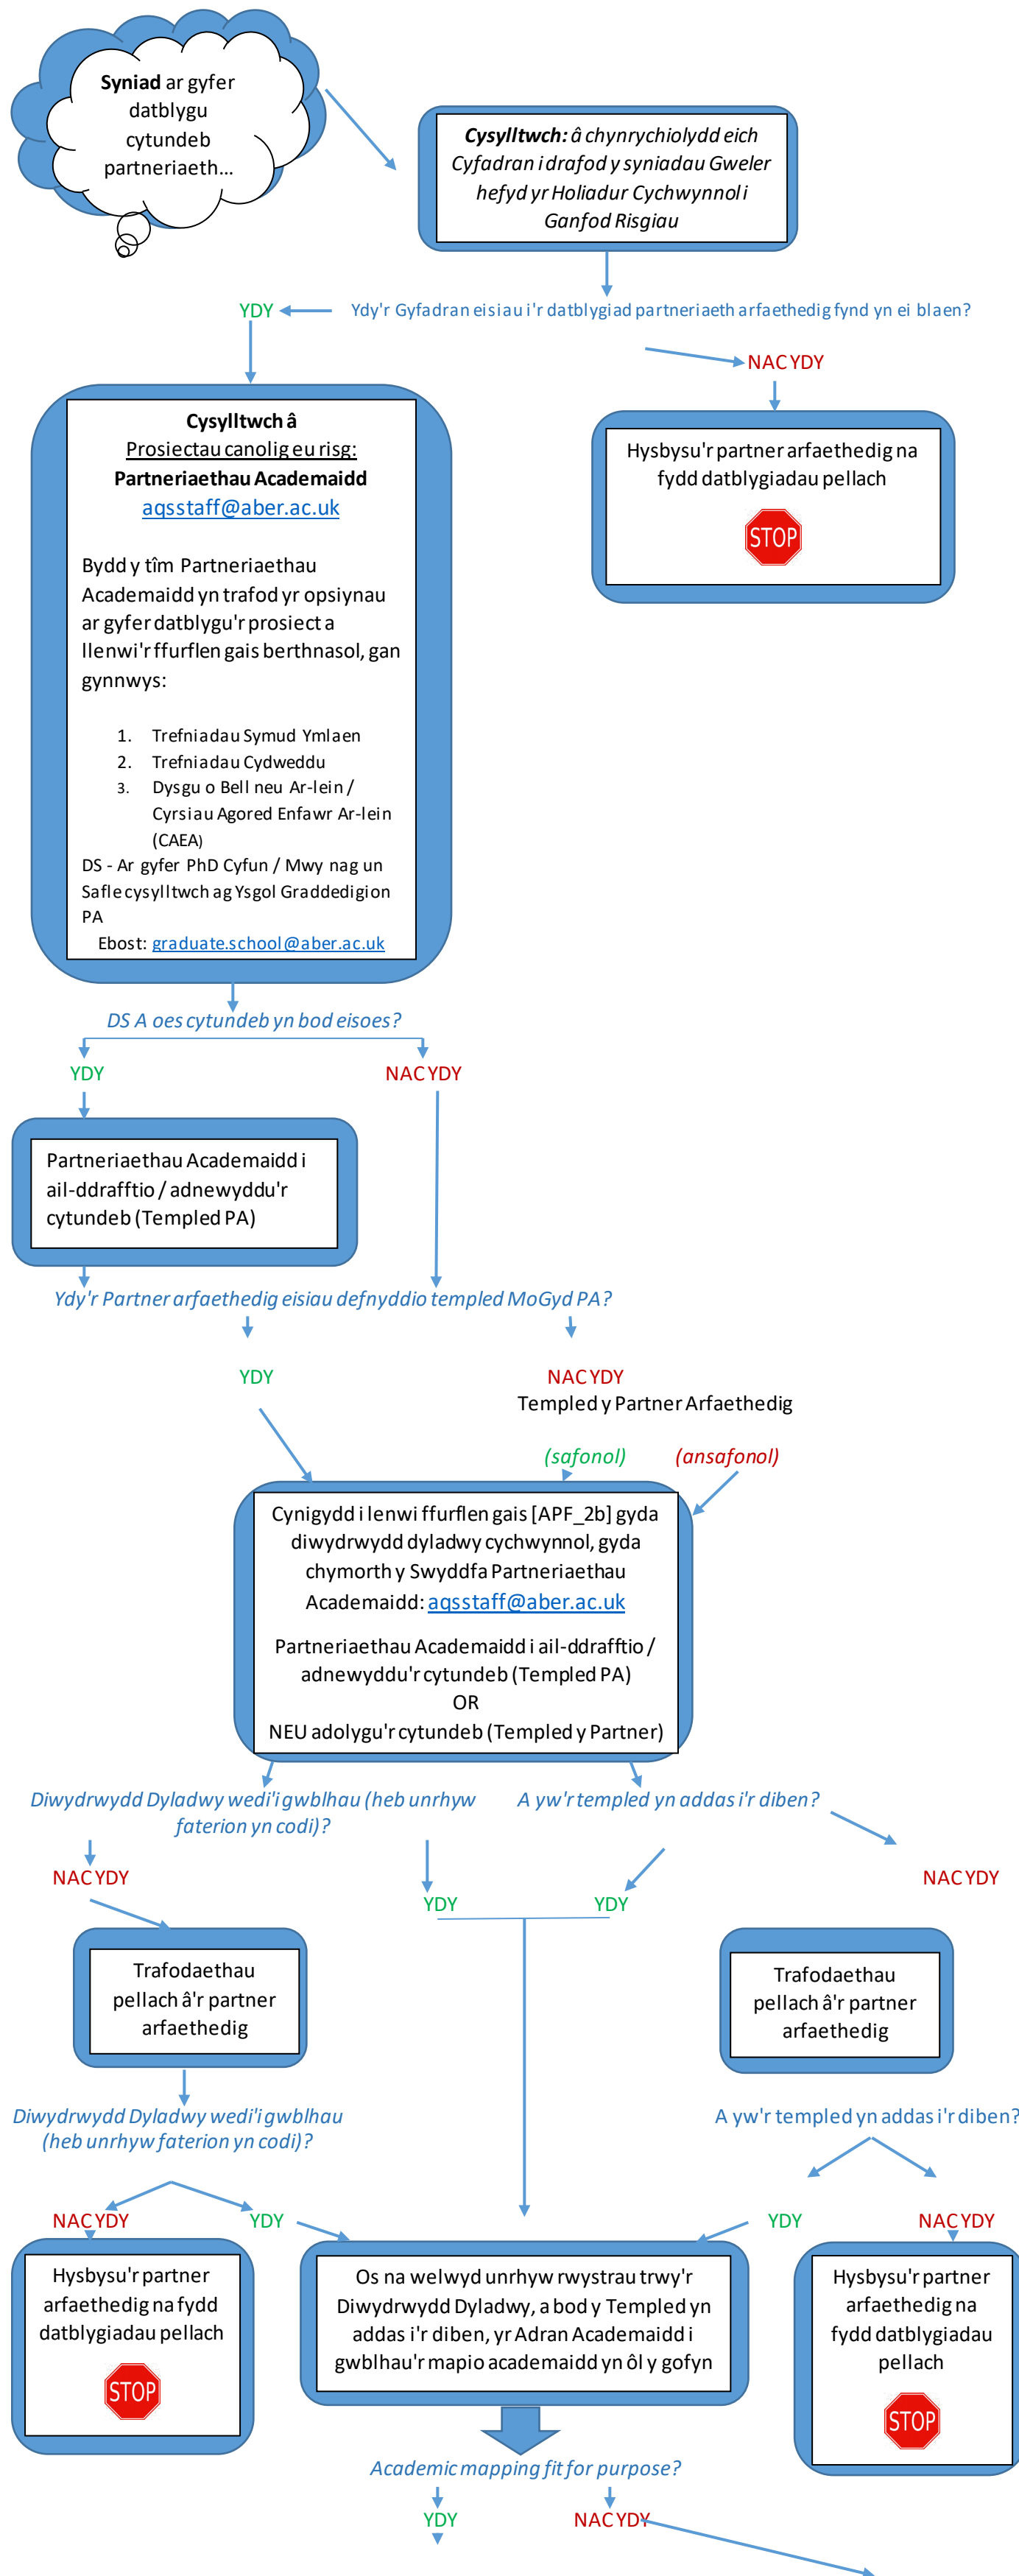 Syniad ar gyfer
datblygu
cytundeb
partneriaeth...
Cysylltwch: â chynrychiolydd eich
Cyfadran i drafod y syniadau Gweler
hefyd yr Holiadur Cychwynnol i
Ganfod Risgiau
YDY
Ydy'r Gyfadran eisiau i'r datblygiad partneriaeth arfaethedig fynd yn ei blaen?
NAC YDY
Cysylltwch â
Prosiectau canolig eu risg:
Partneriaethau Academaidd
aqsstaff@aber.ac.uk
Bydd y tîm Partneriaethau
Academaidd yn trafod yr opsiynau
ar gyfer datblygu'r prosiect a
llenwi'r ffurflen gais berthnasol, gan
gynnwys:
1. Trefniadau Symud Ymlaen
2. Trefniadau Cydweddu
3. Dysgu o Bell neu Ar-lein /
Cyrsiau Agored Enfawr Ar-lein
(CAEA)
DS - Ar gyfer PhD Cyfun / Mwy nag un
Safle cysylltwch ag Ysgol Graddedigion
PA
Ebost: graduate.school@aber.ac.uk
Hysbysu'r partner arfaethedig na
fydd datblygiadau pellach
STOP
DS A oes cytundeb yn bod eisoes?
YDY
NAC YDY
Partneriaethau Academaidd i
ail-ddrafftio / adnewyddu'r
cytundeb (Templed PA)
Ydy'r Partner arfaethedig eisiau defnyddio templed MoGyd PA?
YDY
NAC YDY
Templed y Partner Arfaethedig
(safonol)
(ansafonol)
Cynigydd i lenwi ffurflen gais [APF_2b] gyda
diwydrwydd dyladwy cychwynnol, gyda
chymorth y Swyddfa Partneriaethau
Academaidd: aqsstaff@aber.ac.uk
Partneriaethau Academaidd i ail-ddrafftio /
adnewyddu'r cytundeb (Templed PA)
OR
NEU adolygu'r cytundeb (Templed y Partner)
Diwydrwydd Dyladwy wedi'i gwblhau (heb unrhyw
faterion yn codi)?
A yw'r templed yn addas i'r diben?
NAC YDY
YDY
YDY
NAC YDY
Trafodaethau
pellach â'r partner
arfaethedig
Trafodaethau
pellach â'r partner
arfaethedig
Diwydrwydd Dyladwy wedi'i gwblhau
(heb unrhyw faterion yn codi)?
A yw'r templed yn addas i'r diben?
NAC YDY
YDY
YDY
NAC YDY
Hysbysu'r partner
arfaethedig na fydd
datblygiadau pellach
STOP
Os na welwyd unrhyw rwystrau trwy'r
Diwydrwydd Dyladwy, a bod y Templed yn
addas i'r diben, yr Adran Academaidd i
gwblhau'r mapio academaidd yn ôl y gofyn
Hysbysu'r partner
arfaethedig na
fydd datblygiadau
pellach
STOP
Academic mapping fit for purpose?
YDY
NAC YDY